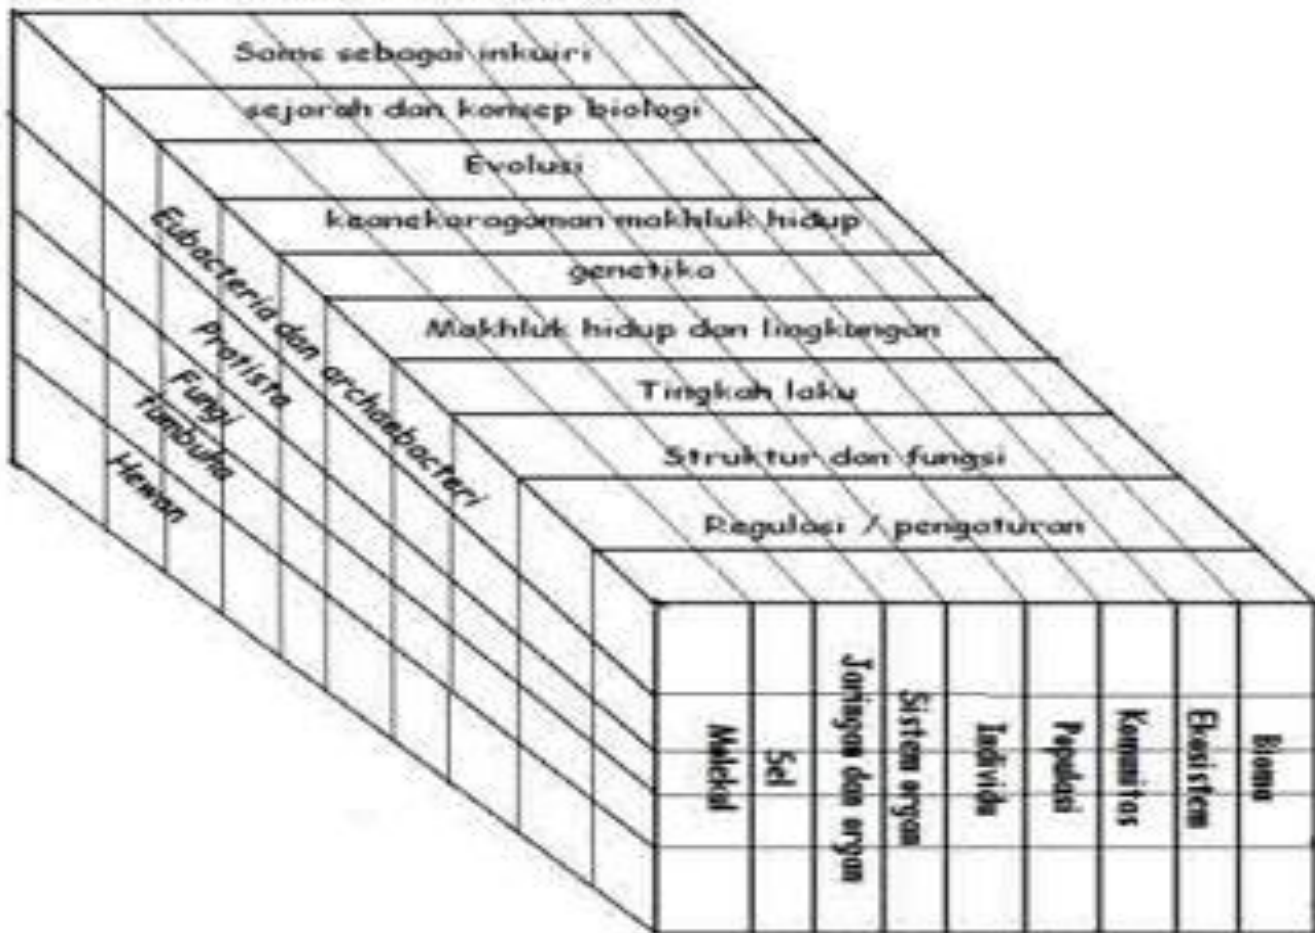 Sains sebagai inkuiri
sejarah dan konsep biologi
Evolusi
keanekaragaman makhluk hidup
genetika
Makhluk hidup dan lingkungan
Tingkah laku
Struktur dan fungsi
Regulasi / pengaturan
Eubacteria dan archaebacteri
Protista
Fungi
Tumbuha
Hewan
Molekul
Sel
Jaringan dan organ
Sistem organ
Individu
Populasi
Komunitas
Ekosistem
Bioma